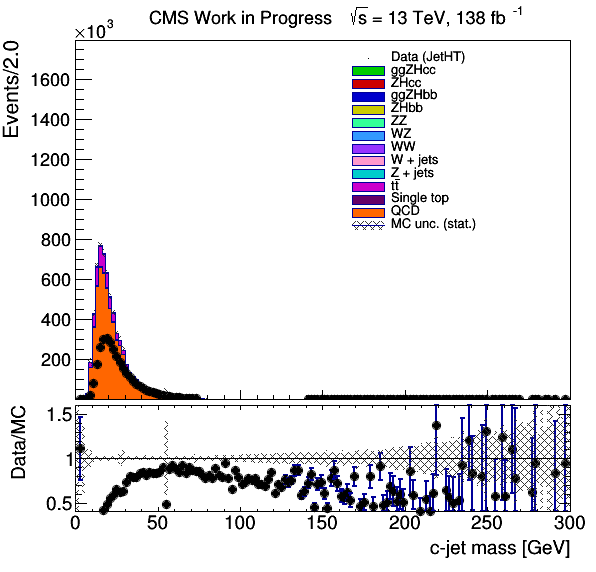 CMS Work in Progress √s = 13 TeV, 138 fb⁻¹
×10³
Events/2.0
1600
1400
1200
1000
800
600
400
200
Data (JetHT)
ggZHcc
ZHcc
ggZHbb
ZHbb
ZZ
WZ
WW
W + jets
Z + jets
tt̄
Single top
QCD
MC unc. (stat.)
Data/MC
1.5
1
0.5
0 50 100 150 200 250 300
c-jet mass [GeV]